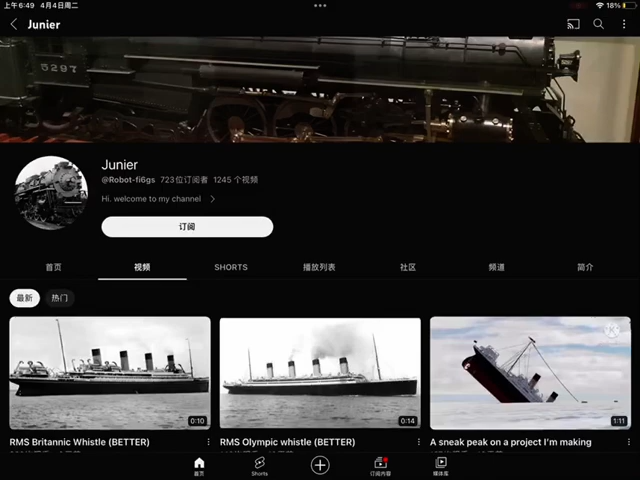 上午6:49 4月4日周二
18%
Junier
5297
Junier
@Robot-fi6gs 723位订阅者 1245 个视频
Hi. welcome to my channel
订阅
首页 视频 SHORTS 播放列表 社区 频道 简介
最新 热门
0:10 0:14 1:11
RMS Britannic Whistle (BETTER) RMS Olympic whistle (BETTER) A sneak peak on a project I'm making
首页 Shorts 订阅内容 媒体库